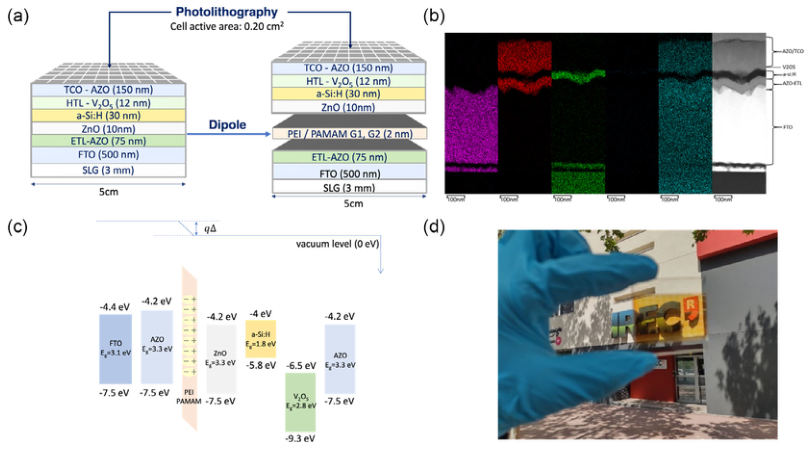 (a)
Photolithography
Cell active area: 0.20 cm²
TCO - AZO (150 nm)
HTL - V₂O₅ (12 nm)
a-Si:H (30 nm)
ZnO (10nm)
ETL-AZO (75 nm)
FTO (500 nm)
SLG (3 mm)
5cm
Dipole
TCO - AZO (150 nm)
HTL - V₂O₅ (12 nm)
a-Si:H (30 nm)
ZnO (10nm)
PEI / PAMAM G1, G2 (2 nm)
ETL-AZO (75 nm)
FTO (500 nm)
SLG (3 mm)
5cm
(b)
AZO/TCO
V2O5
a-Si:H
AZO-ETL
FTO
100nm
100nm
100nm
100nm
100nm
100nm
(c)
qΔ
vacuum level (0 eV)
-4.4 eV
FTO
E₉=3.1 eV
-7.5 eV
-4.2 eV
AZO
E₉=3.3 eV
-7.5 eV
PEI
PAMAM
-4.2 eV
ZnO
E₉=3.3 eV
-7.5 eV
-4 eV
a-Si:H
E₉=1.8 eV
-5.8 eV
-6.5 eV
V₂O₅
E₉=2.8 eV
-9.3 eV
-4.2 eV
AZO
E₉=3.3 eV
-7.5 eV
(d)
IREC